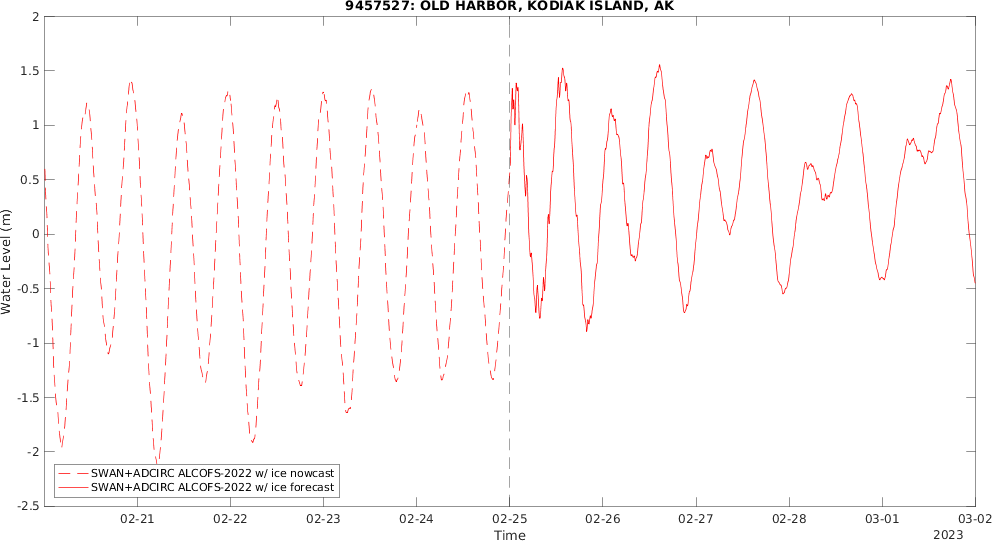 9457527: OLD HARBOR, KODIAK ISLAND, AK
2
1.5
1
0.5
0
-0.5
-1
-1.5
-2
-2.5
Water Level (m)
SWAN+ADCIRC ALCOFS-2022 w/ ice nowcast
SWAN+ADCIRC ALCOFS-2022 w/ ice forecast
02-21 02-22 02-23 02-24 02-25 02-26 02-27 02-28 03-01 03-02
Time
2023